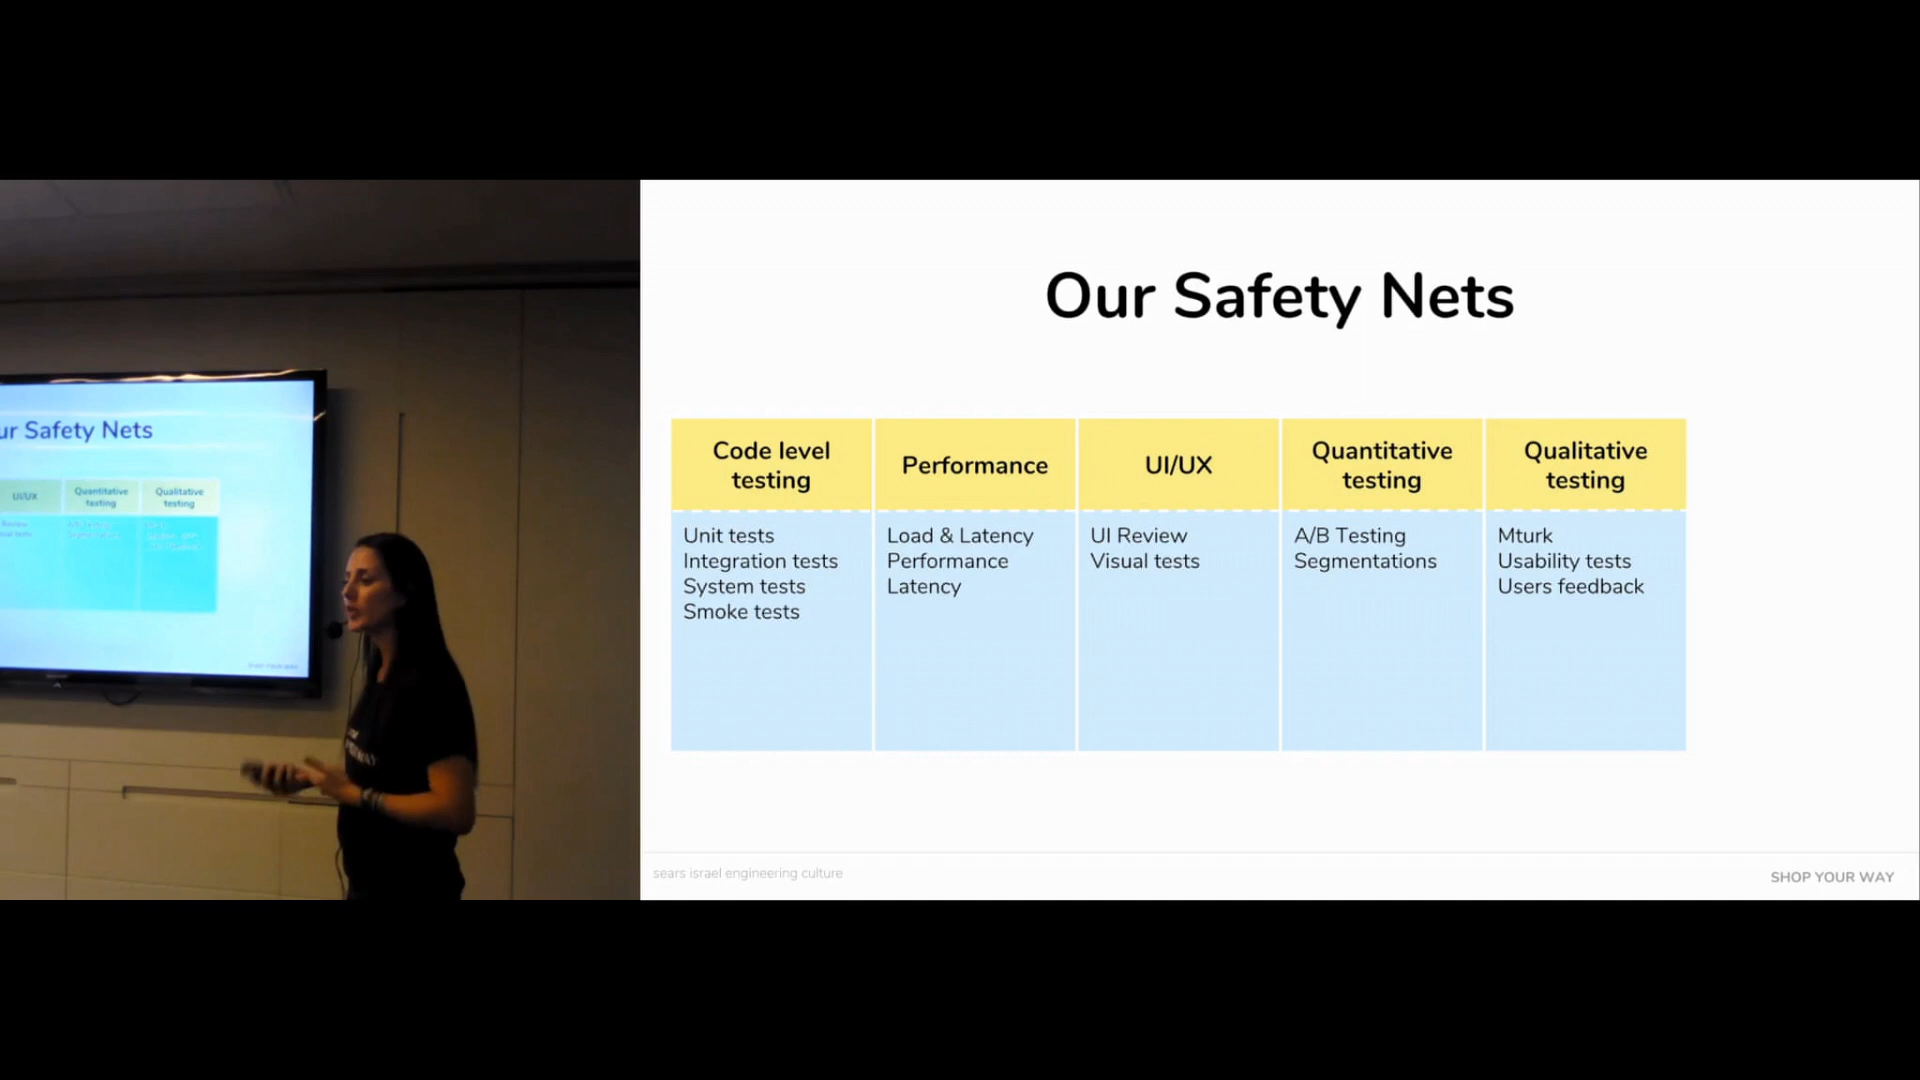 Our Safety Nets
Code level
testing
Performance
UI/UX
Quantitative
testing
Qualitative
testing
Unit tests
Integration tests
System tests
Smoke tests
Load & Latency
Performance
Latency
UI Review
Visual tests
A/B Testing
Segmentations
Mturk
Usability tests
Users feedback
sears israel engineering culture
SHOP YOUR WAY
ur Safety Nets
UI/UX
Quantitative
testing
Qualitative
testing